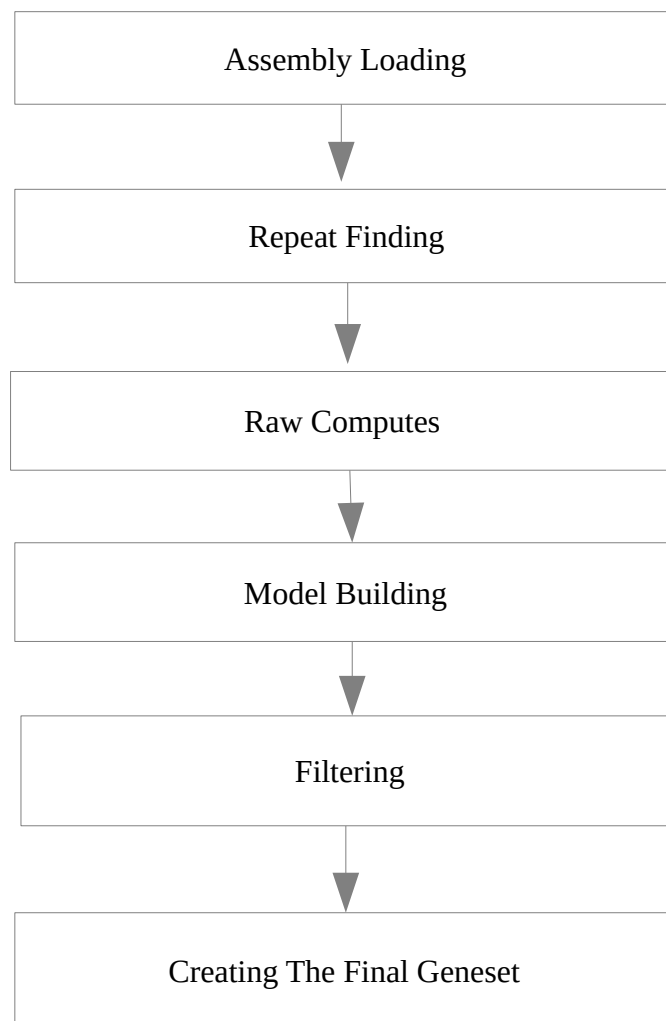 Assembly Loading
Repeat Finding
Raw Computes
Model Building
Filtering
Creating The Final Geneset